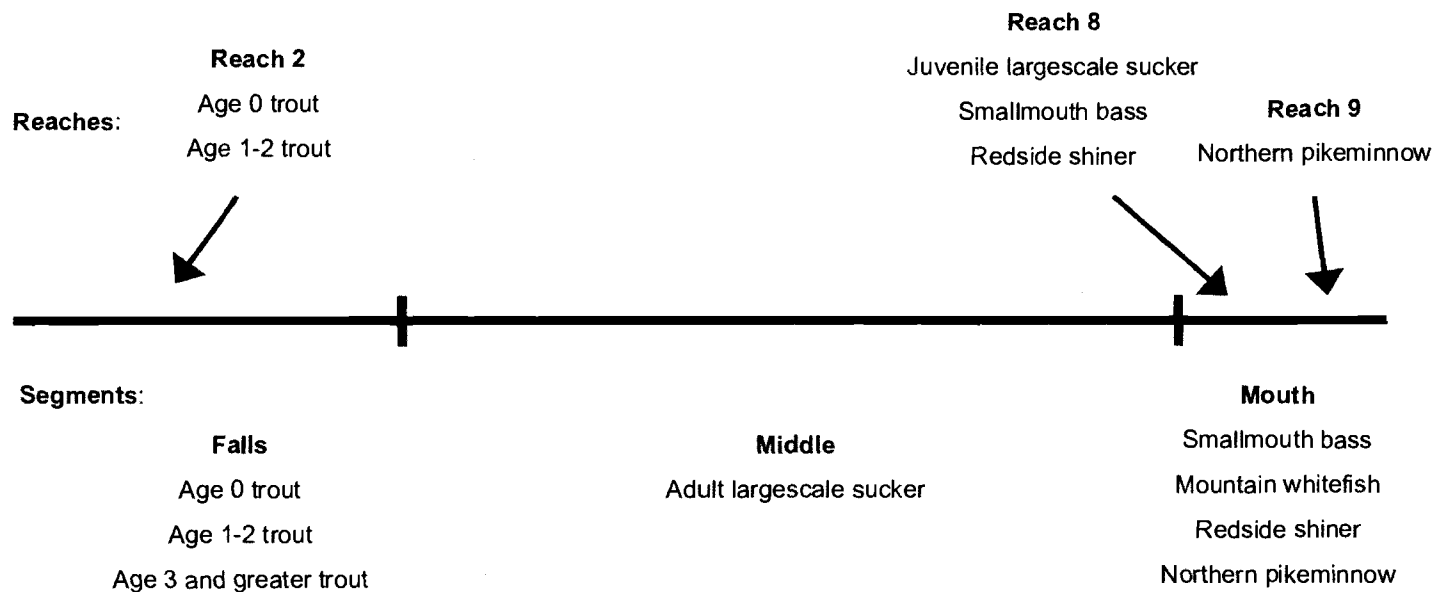 Reach 8
Juvenile largescale sucker
Smallmouth bass
Redside shiner
Reach 2
Age 0 trout
Age 1-2 trout
Reaches:
Reach 9
Northern pikeminnow
Segments:
Falls
Age 0 trout
Age 1-2 trout
Age 3 and greater trout
Middle
Adult largescale sucker
Mouth
Smallmouth bass
Mountain whitefish
Redside shiner
Northern pikeminnow